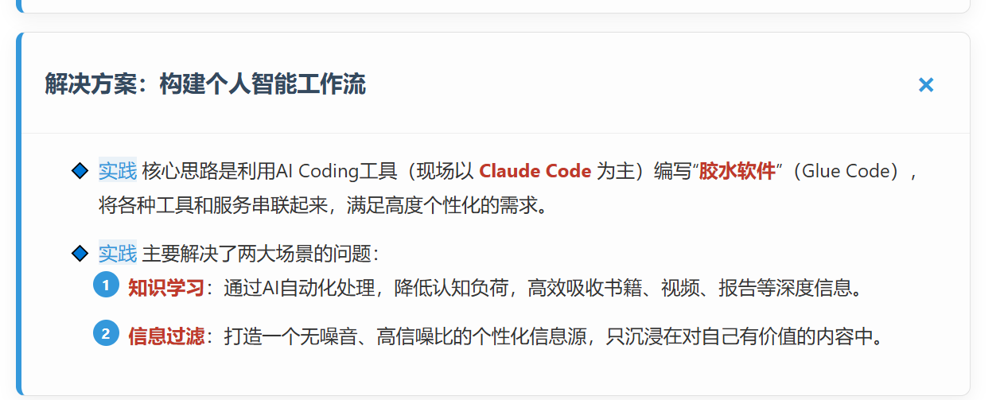 解决方案：构建个人智能工作流
×
实践 核心思路是利用AI Coding工具（现场以 Claude Code 为主）编写“胶水软件”（Glue Code），
将各种工具和服务串联起来，满足高度个性化的需求。
实践 主要解决了两大场景的问题：
1 知识学习：通过AI自动化处理，降低认知负荷，高效吸收书籍、视频、报告等深度信息。
2 信息过滤：打造一个无噪音、高信噪比的个性化信息源，只沉浸在对自己有价值的内容中。